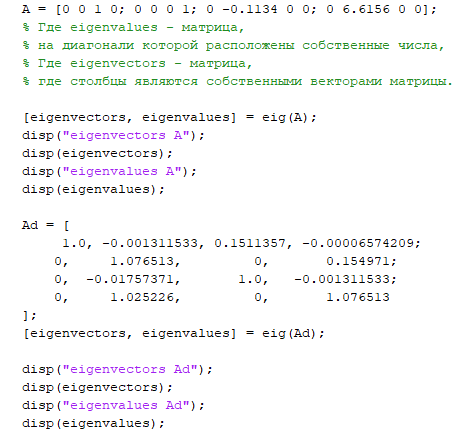 A = [0 0 1 0; 0 0 0 1; 0 -0.1134 0 0; 0 6.6156 0 0];
% Где eigenvalues – матрица,
% на диагонали которой расположены собственные числа,
% Где eigenvectors – матрица,
% где столбцы являются собственными векторами матрицы.
[eigenvectors, eigenvalues] = eig(A);
disp("eigenvectors A");
disp(eigenvectors);
disp("eigenvalues A");
disp(eigenvalues);
Ad = [
1.0, -0.001311533, 0.1511357, -0.00006574209;
0, 1.076513, 0, 0.154971;
0, -0.01757371, 1.0, -0.001311533;
0, 1.025226, 0, 1.076513
];
[eigenvectors, eigenvalues] = eig(Ad);
disp("eigenvectors Ad");
disp(eigenvectors);
disp("eigenvalues Ad");
disp(eigenvalues);